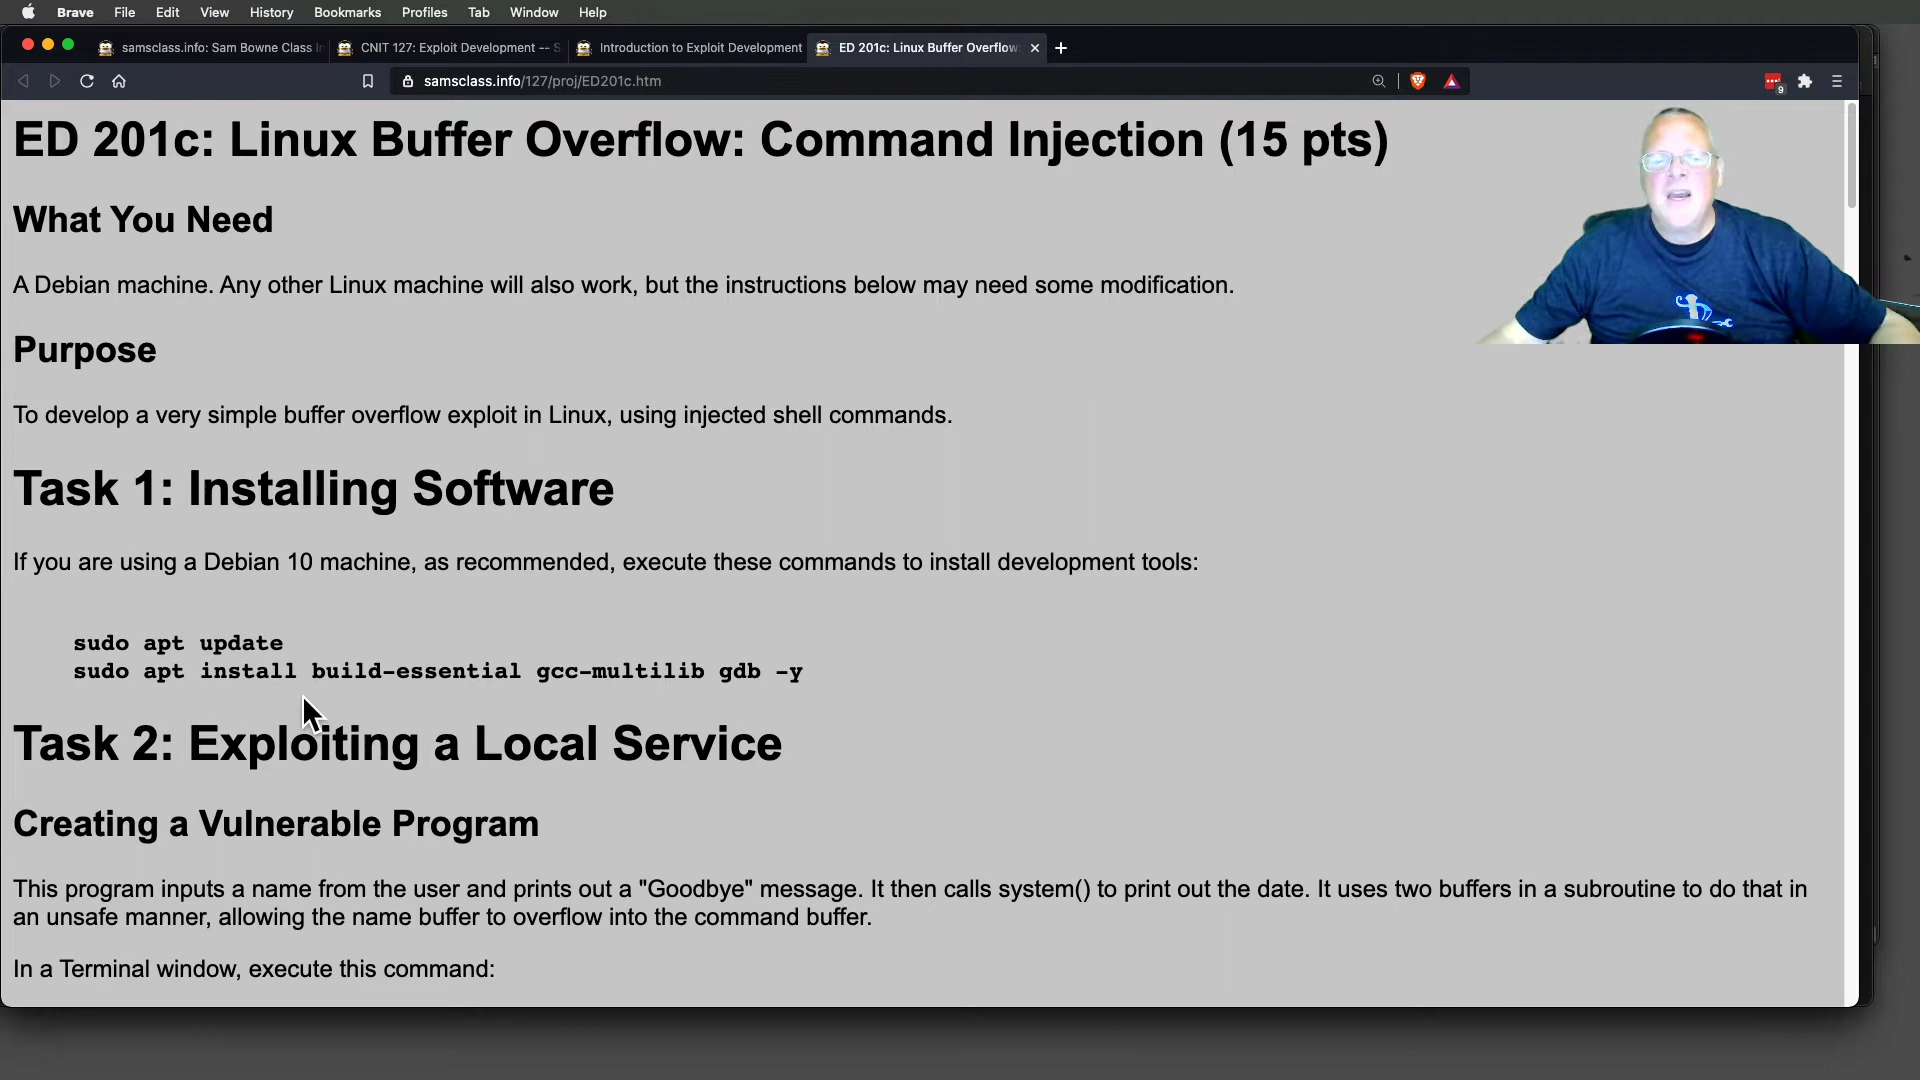 Brave File Edit View History Bookmarks Profiles Tab Window Help
samsclass.info: Sam Bowne Class In
CNIT 127: Exploit Development -- S
Introduction to Exploit Development
ED 201c: Linux Buffer Overflow:
samsclass.info/127/proj/ED201c.htm
9
ED 201c: Linux Buffer Overflow: Command Injection (15 pts)
What You Need
A Debian machine. Any other Linux machine will also work, but the instructions below may need some modification.
Purpose
To develop a very simple buffer overflow exploit in Linux, using injected shell commands.
Task 1: Installing Software
If you are using a Debian 10 machine, as recommended, execute these commands to install development tools:
sudo apt update
sudo apt install build-essential gcc-multilib gdb -y
Task 2: Exploiting a Local Service
Creating a Vulnerable Program
This program inputs a name from the user and prints out a "Goodbye" message. It then calls system() to print out the date. It uses two buffers in a subroutine to do that in
an unsafe manner, allowing the name buffer to overflow into the command buffer.
In a Terminal window, execute this command: